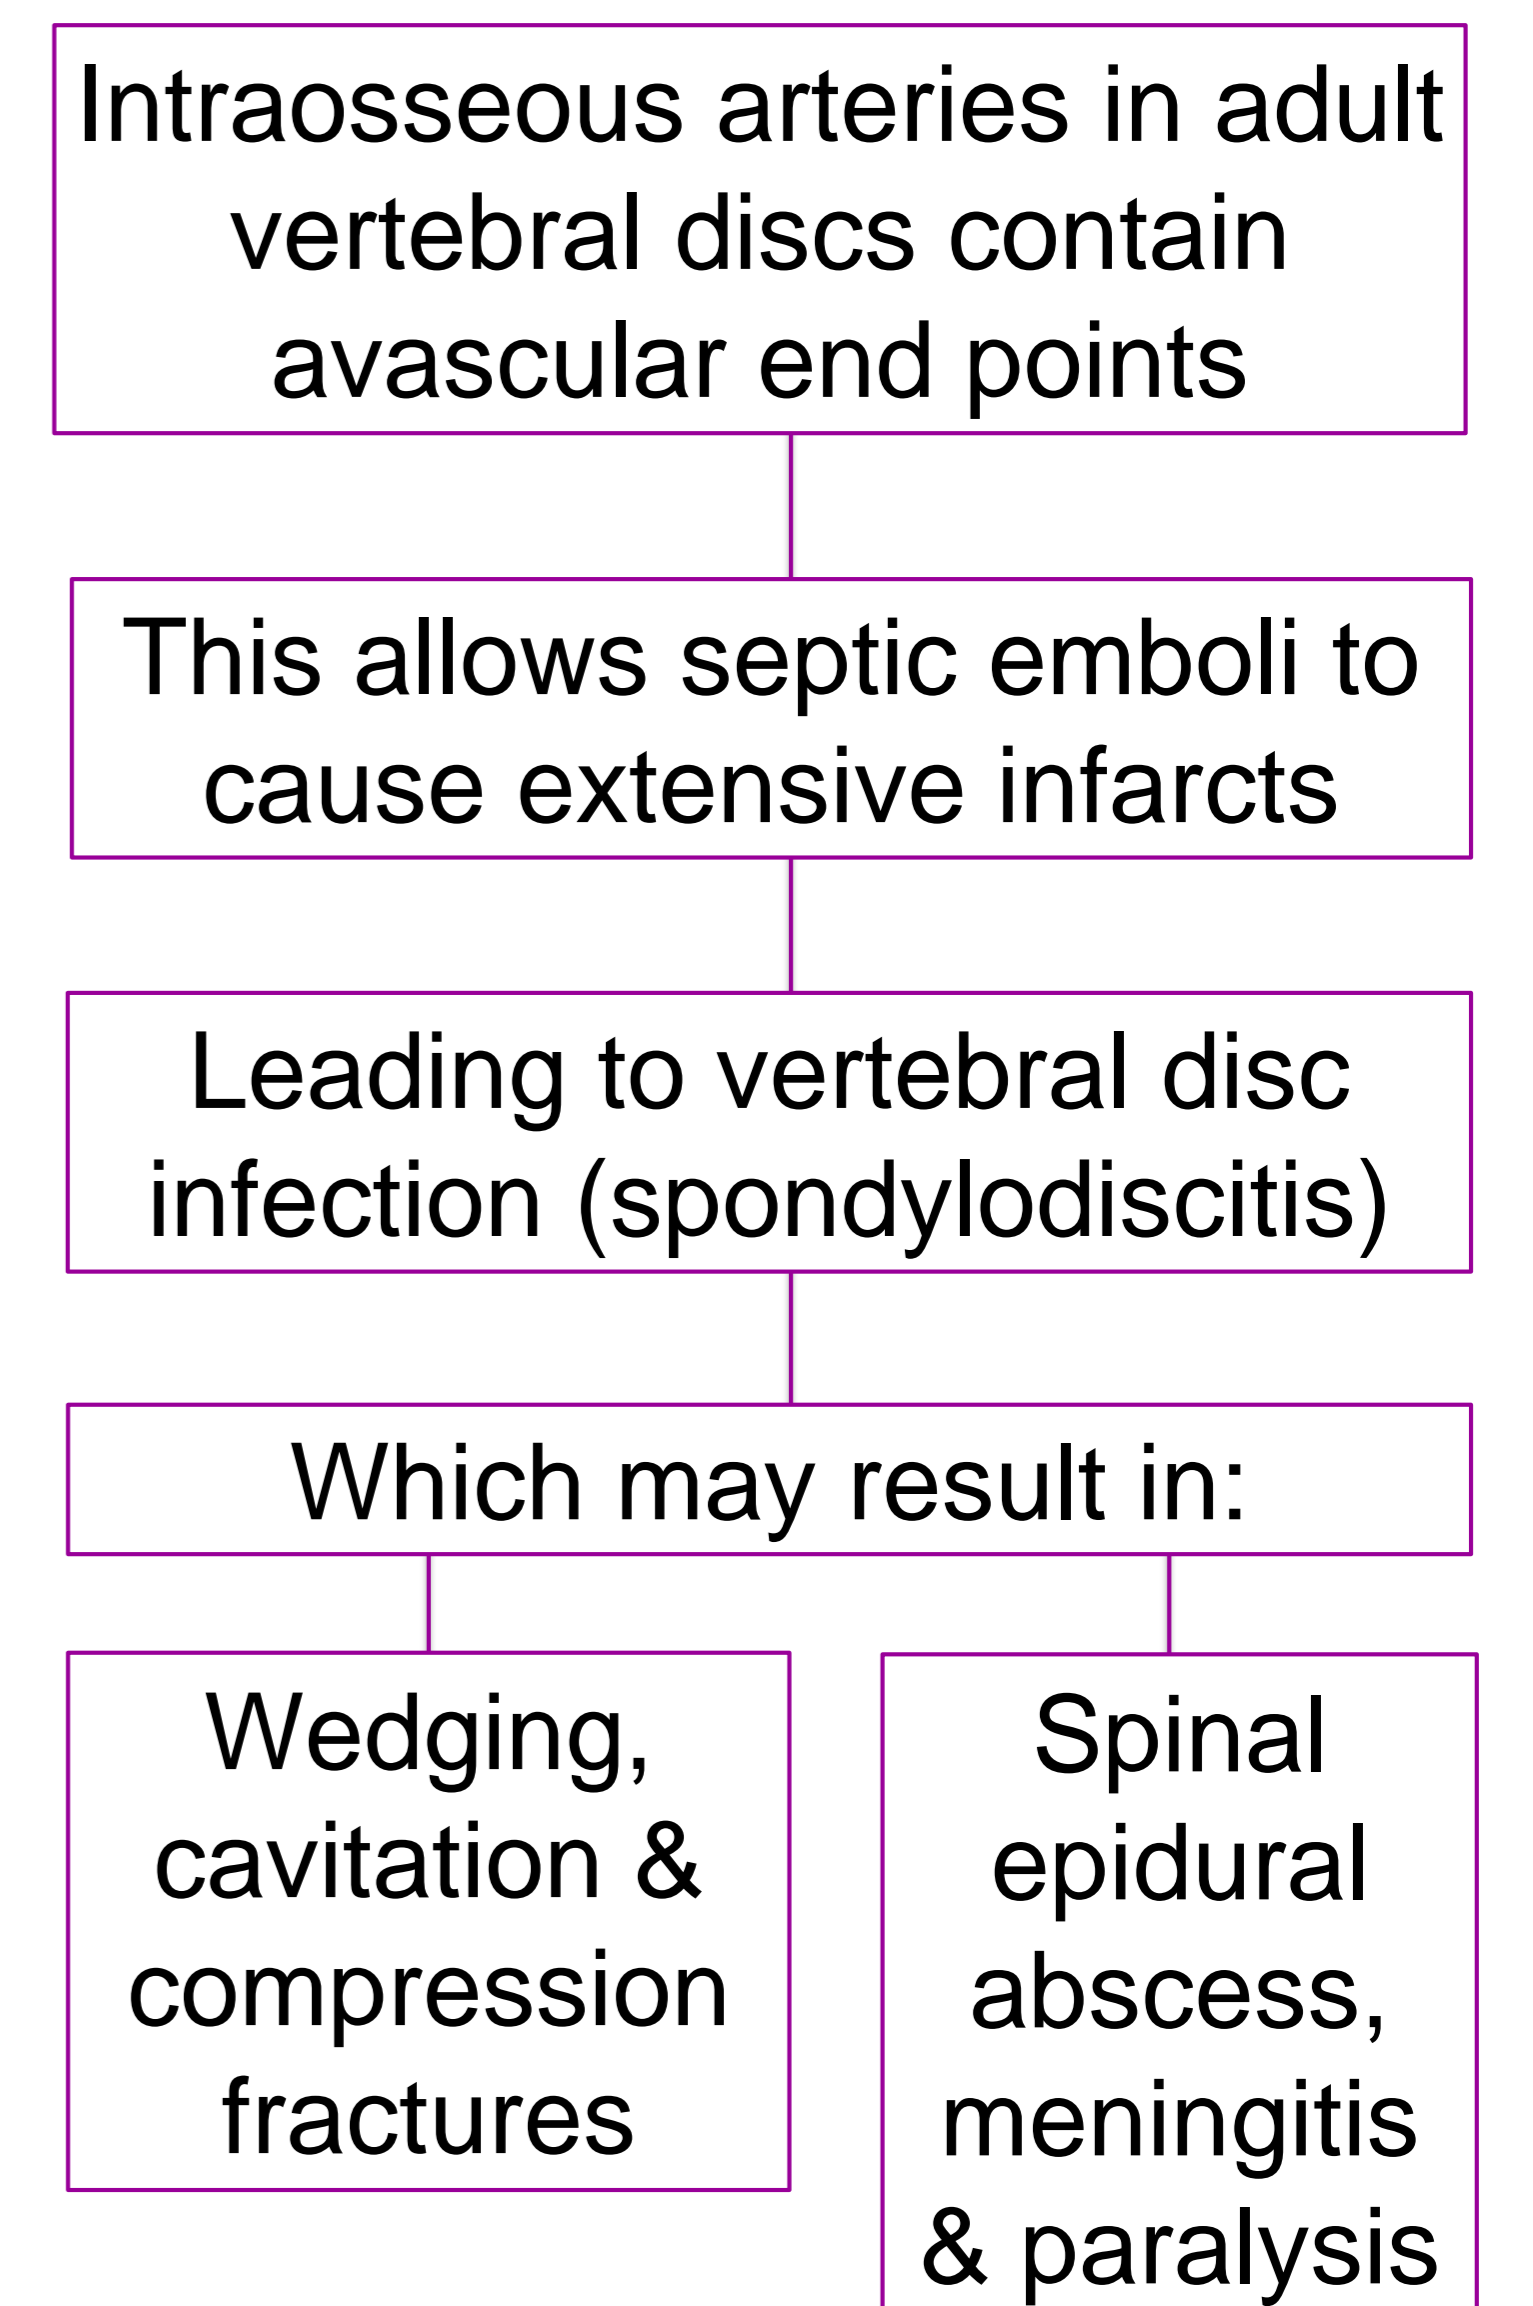 Intraosseous arteries in adult
vertebral discs contain
avascular end points
This allows septic emboli to
cause extensive infarcts
Leading to vertebral disc
infection (spondylodiscitis)
Which may result in:
Wedging,
cavitation &
compression
fractures
Spinal
epidural
abscess,
meningitis
& paralysis